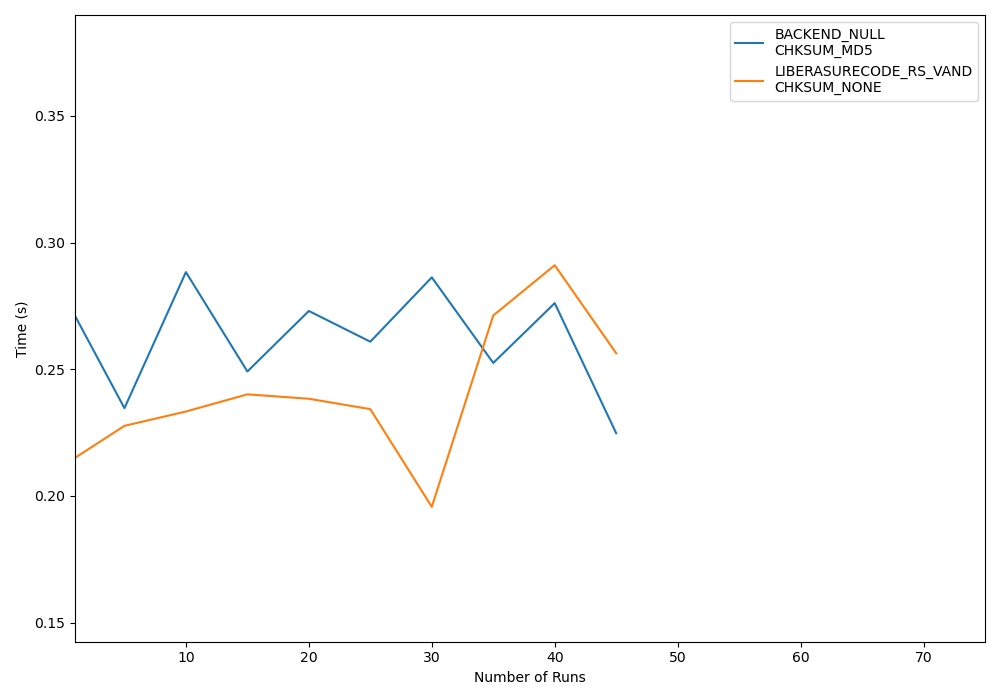 BACKEND_NULL
CHKSUM_MD5
LIBERASURECODE_RS_VAND
CHKSUM_NONE
0.35
0.30
0.25
0.20
0.15
Time (s)
10 20 30 40 50 60 70
Number of Runs